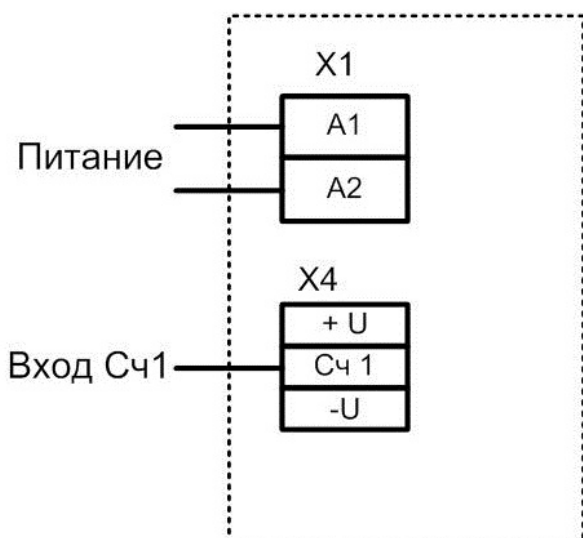 X1
A1
Питание
A2
X4
+ U
Вход Сч1
Сч 1
-U